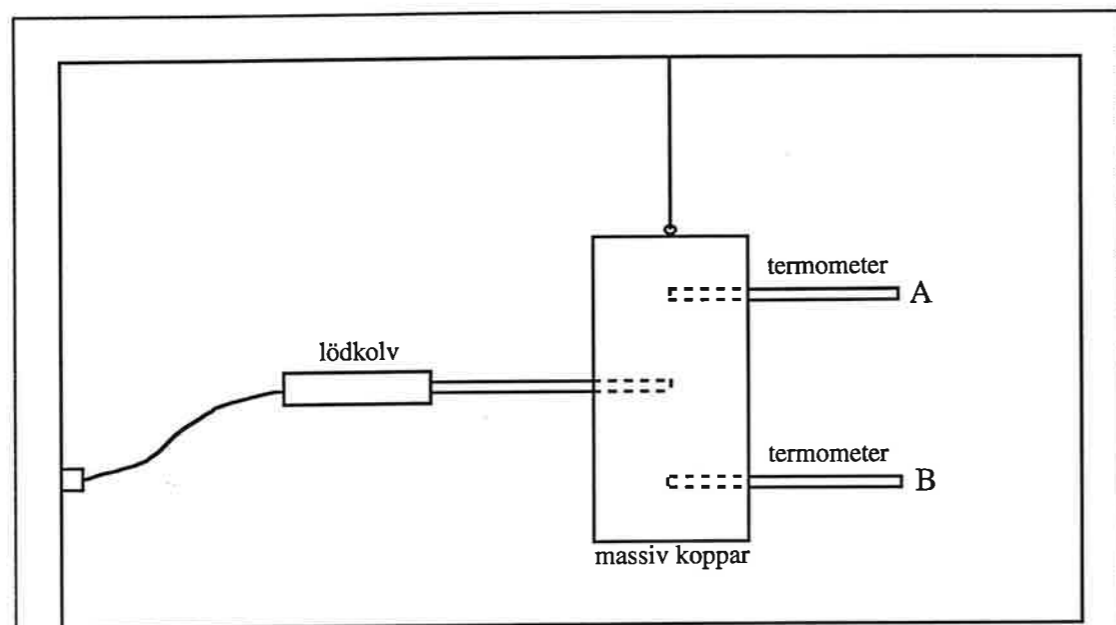 termometer
A
lödkolv
termometer
B
massiv koppar